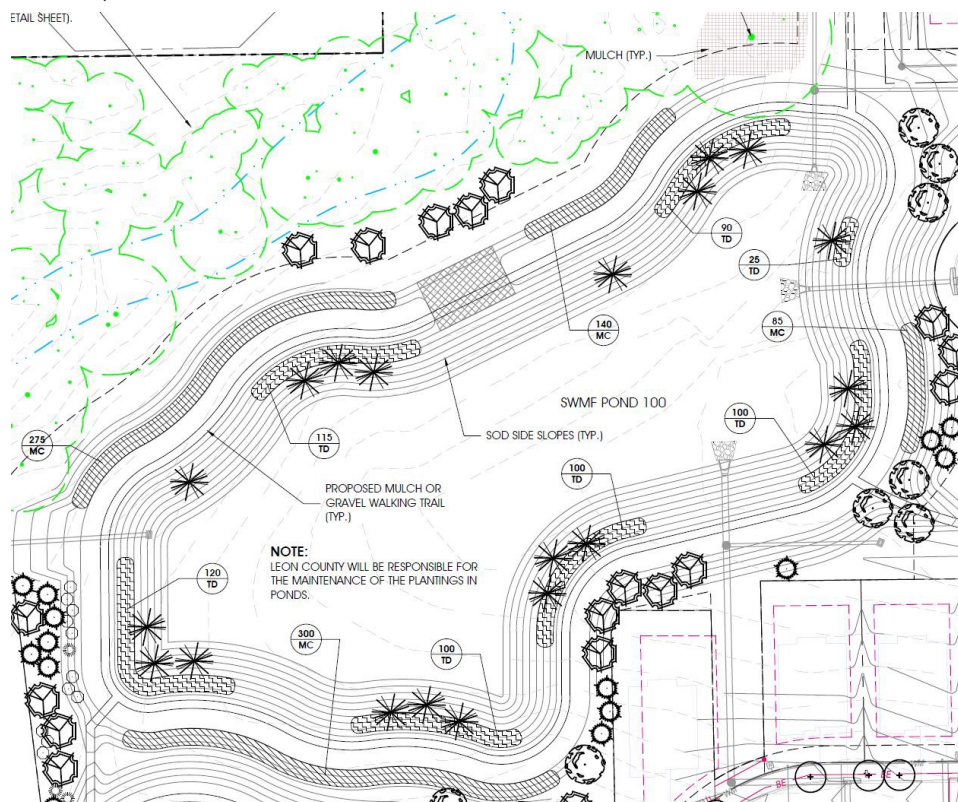 ETAIL SHEET).
MULCH (TYP.)
90
TD
25
TD
140
MC
85
MC
SWMF POND 100
100
TD
275
MC
115
TD
SOD SIDE SLOPES (TYP.)
100
TD
PROPOSED MULCH OR
GRAVEL WALKING TRAIL
(TYP.)
NOTE:
LEON COUNTY WILL BE RESPONSIBLE FOR
THE MAINTENANCE OF THE PLANTINGS IN
PONDS.
120
TD
300
MC
100
TD
BE
BE